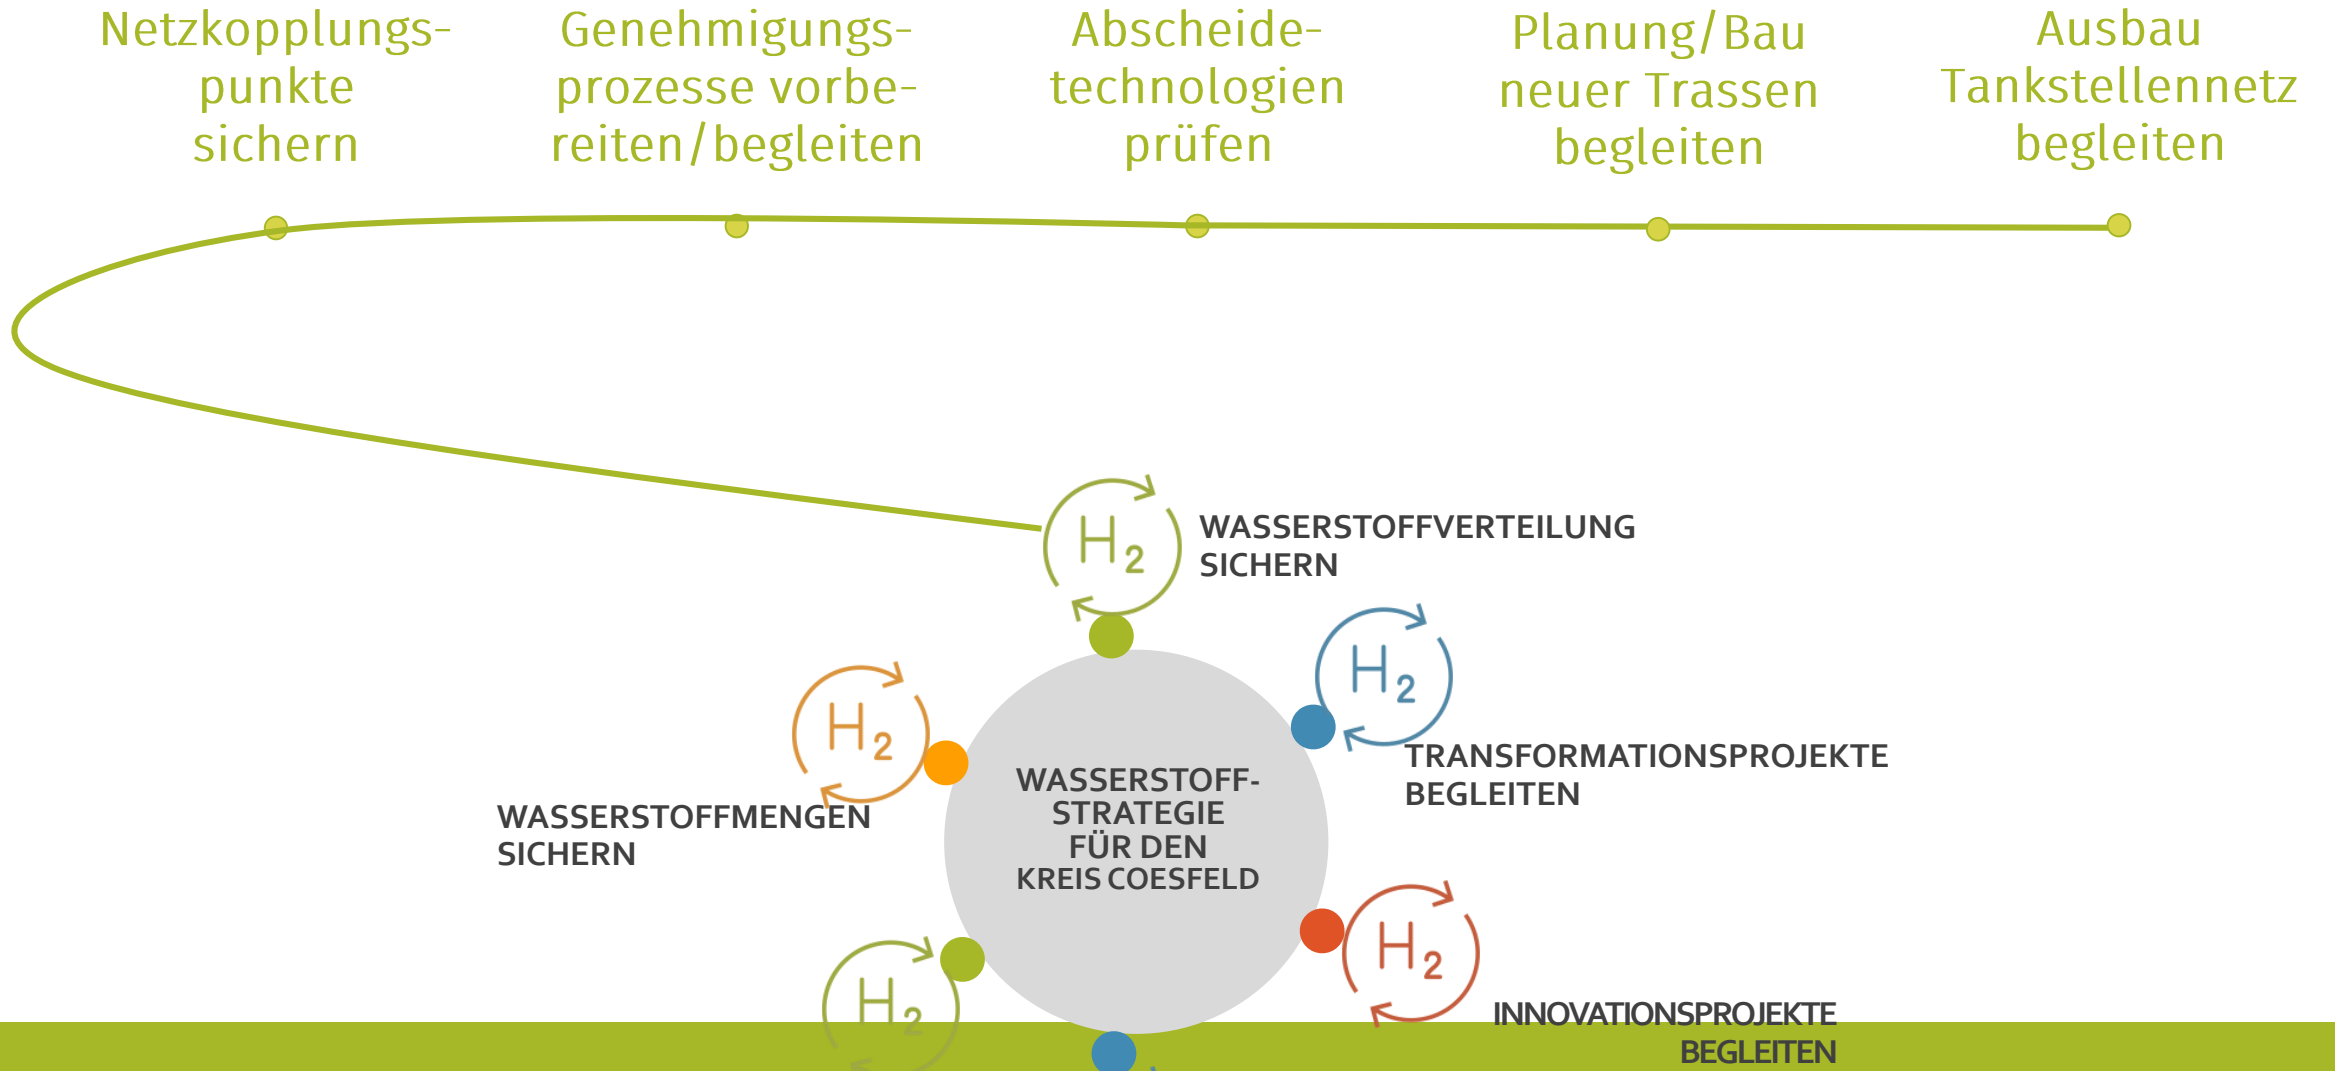 Netzkopplungs-
punkte
sichern
Genehmigungs-
prozesse vorbe-
reiten/begleiten
Abscheide-
technologien
prüfen
Planung/Bau
neuer Trassen
begleiten
Ausbau
Tankstellennetz
begleiten
H2
WASSERSTOFFVERTEILUNG
SICHERN
H2
TRANSFORMATIONSPROJEKTE
BEGLEITEN
H2
WASSERSTOFFMENGEN
SICHERN
WASSERSTOFF-
STRATEGIE
FÜR DEN
KREIS COESFELD
H2
INNOVATIONSPROJEKTE
BEGLEITEN
H2